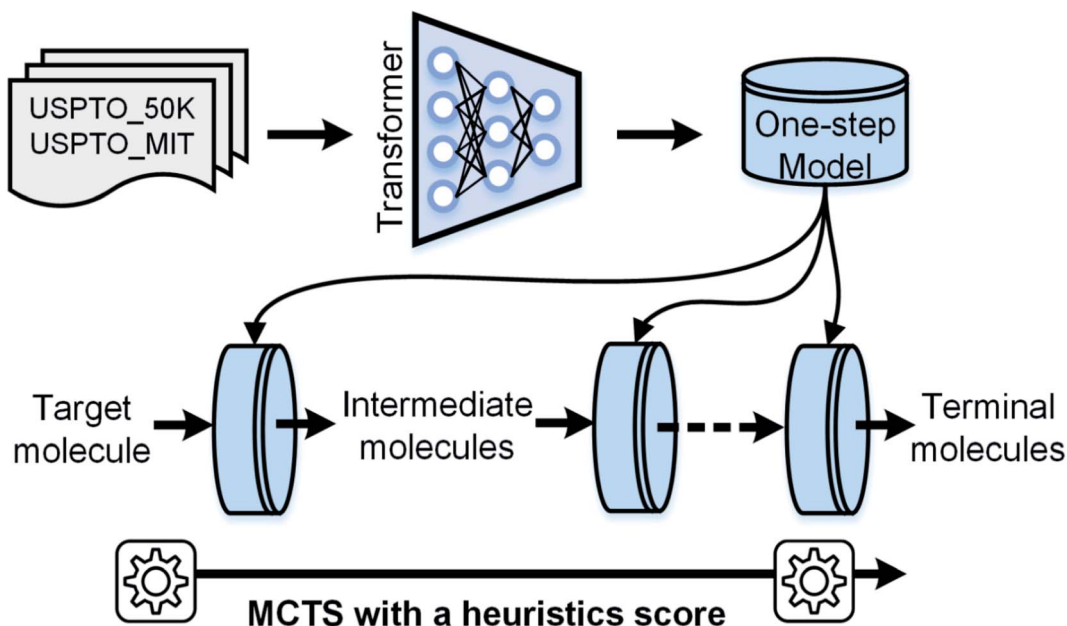 USPTO_50K
USPTO_MIT
Transformer
One-step
Model
Target
molecule
Intermediate
molecules
Terminal
molecules
MCTS with a heuristics score